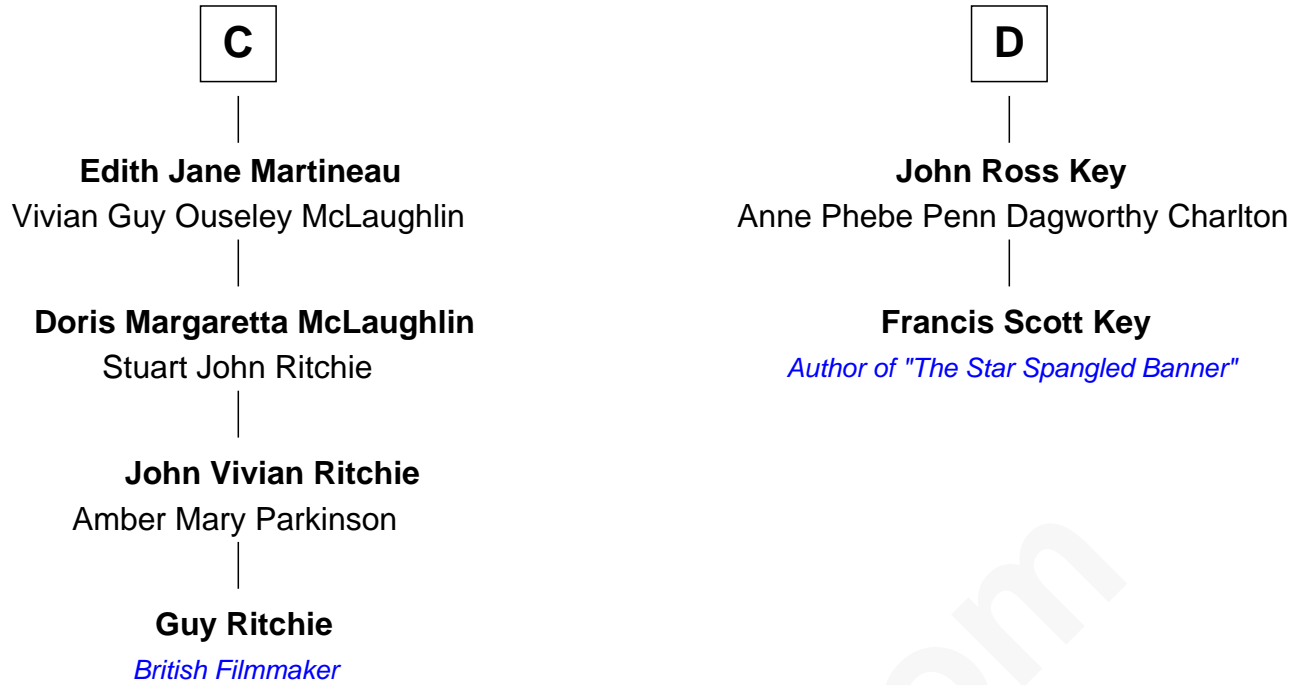 C
Edith Jane Martineau
Vivian Guy Ouseley McLaughlin
Doris Margaretta McLaughlin
Stuart John Ritchie
John Vivian Ritchie
Amber Mary Parkinson
Guy Ritchie
British Filmmaker
D
John Ross Key
Anne Phebe Penn Dagworthy Charlton
Francis Scott Key
Author of "The Star Spangled Banner"
om